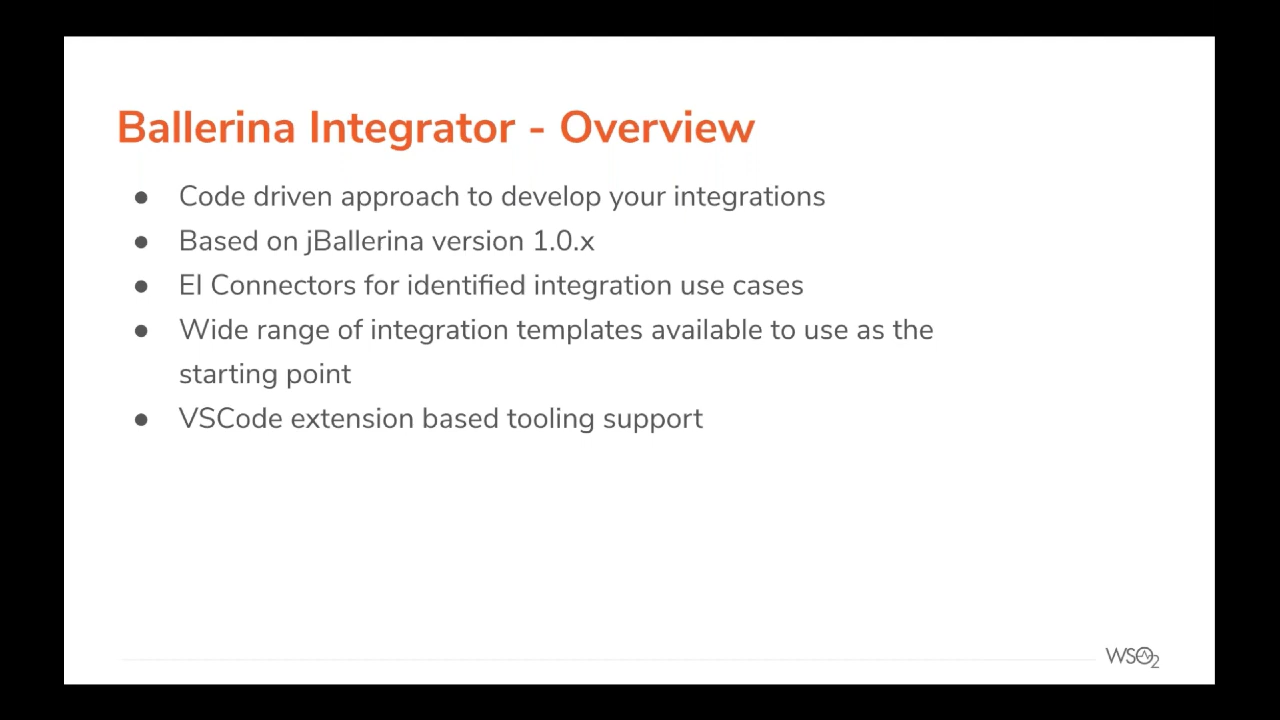 Ballerina Integrator - Overview
● Code driven approach to develop your integrations
● Based on jBallerina version 1.0.x
● EI Connectors for identified integration use cases
● Wide range of integration templates available to use as the
starting point
● VSCode extension based tooling support
WSO2